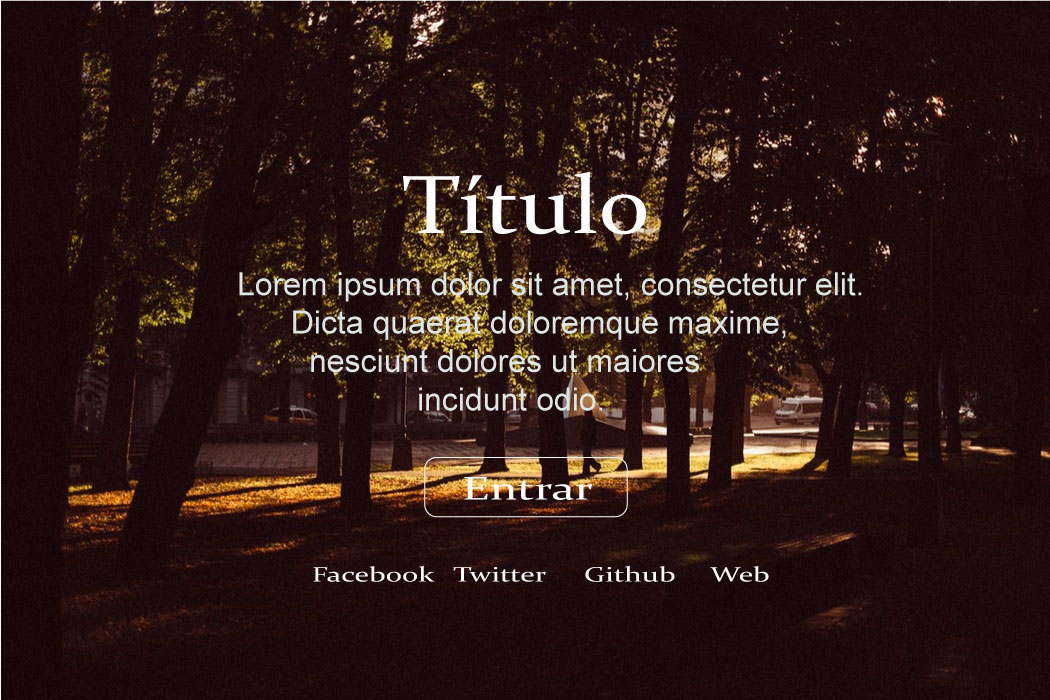 Título
Lorem ipsum dolor sit amet, consectetur elit.
Dicta quaerat doloremque maxime,
nesciunt dolores ut maiores
incidunt odio.
Entrar
Facebook Twitter Github Web